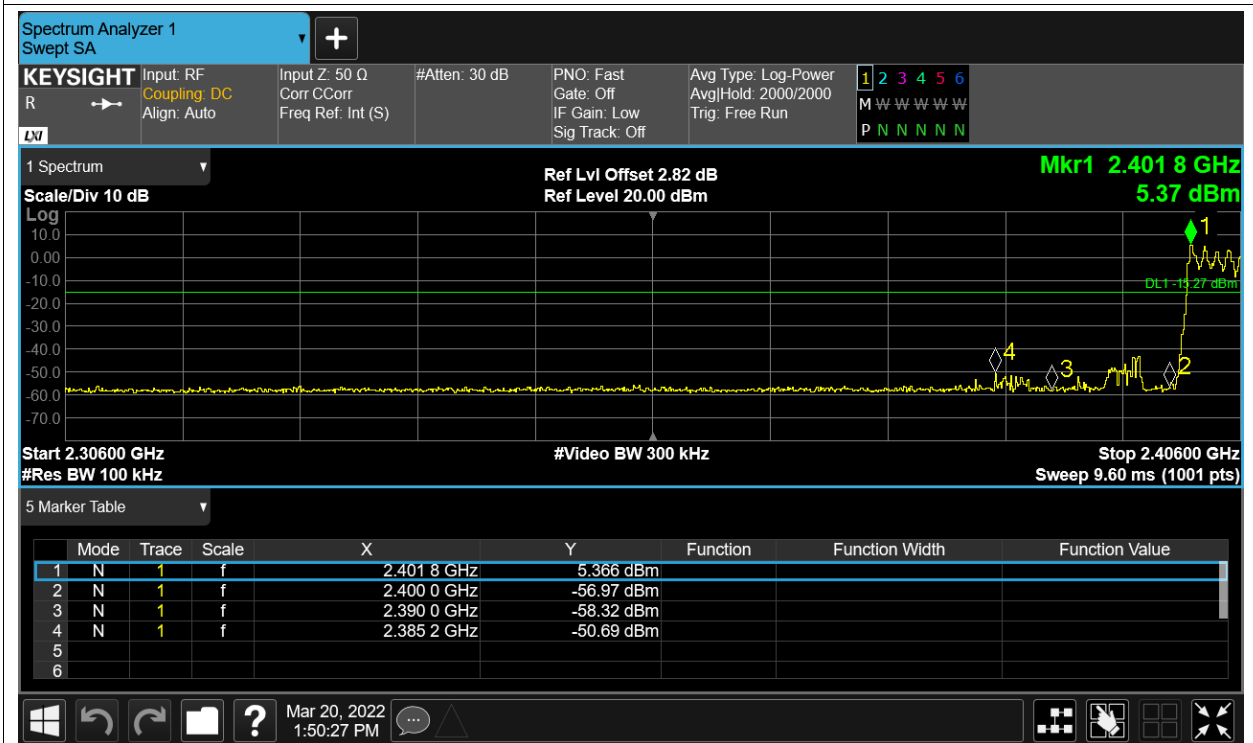 Spectrum Analyzer 1
Swept SA
KEYSIGHT Input: RF Input Z: 50 Ω #Atten: 30 dB PNO: Fast Avg Type: Log-Power 1 2 3 4 5 6
R Coupling: DC Corr CCorr Gate: Off Avg|Hold: 2000/2000 M W W W W W W
Align: Auto Freq Ref: Int (S) IF Gain: Low Trig: Free Run
LXI Sig Track: Off P N N N N N N
1 Spectrum Ref Lvl Offset 2.82 dB Mkr1 2.401 8 GHz
Scale/Div 10 dB Ref Level 20.00 dBm 5.37 dBm
Log
1
10.0
0.00
-10.0
DL1 -15.27 dBm
-20.0
-30.0
-40.0
4
-50.0
3 2
-60.0
-70.0
Start 2.30600 GHz #Video BW 300 kHz Stop 2.40600 GHz
#Res BW 100 kHz Sweep 9.60 ms (1001 pts)
5 Marker Table
Mode Trace Scale X Y Function Function Width Function Value
1 N 1 f 2.401 8 GHz 5.366 dBm
2 N 1 f 2.400 0 GHz -56.97 dBm
3 N 1 f 2.390 0 GHz -58.32 dBm
4 N 1 f 2.385 2 GHz -50.69 dBm
5
6
? Mar 20, 2022
1:50:27 PM